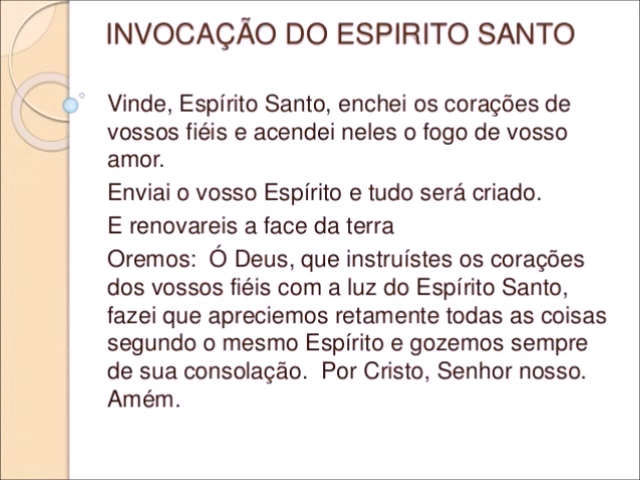 INVOCAÇÃO DO ESPIRITO SANTO
Vinde, Espírito Santo, enchei os corações de
vossos fiéis e acendei neles o fogo de vosso
amor.
Enviai o vosso Espírito e tudo será criado.
E renovareis a face da terra
Oremos:  Ó Deus, que instruístes os corações
dos vossos fiéis com a luz do Espírito Santo,
fazei que apreciemos retamente todas as coisas
segundo o mesmo Espírito e gozemos sempre
de sua consolação.  Por Cristo, Senhor nosso.
Amém.